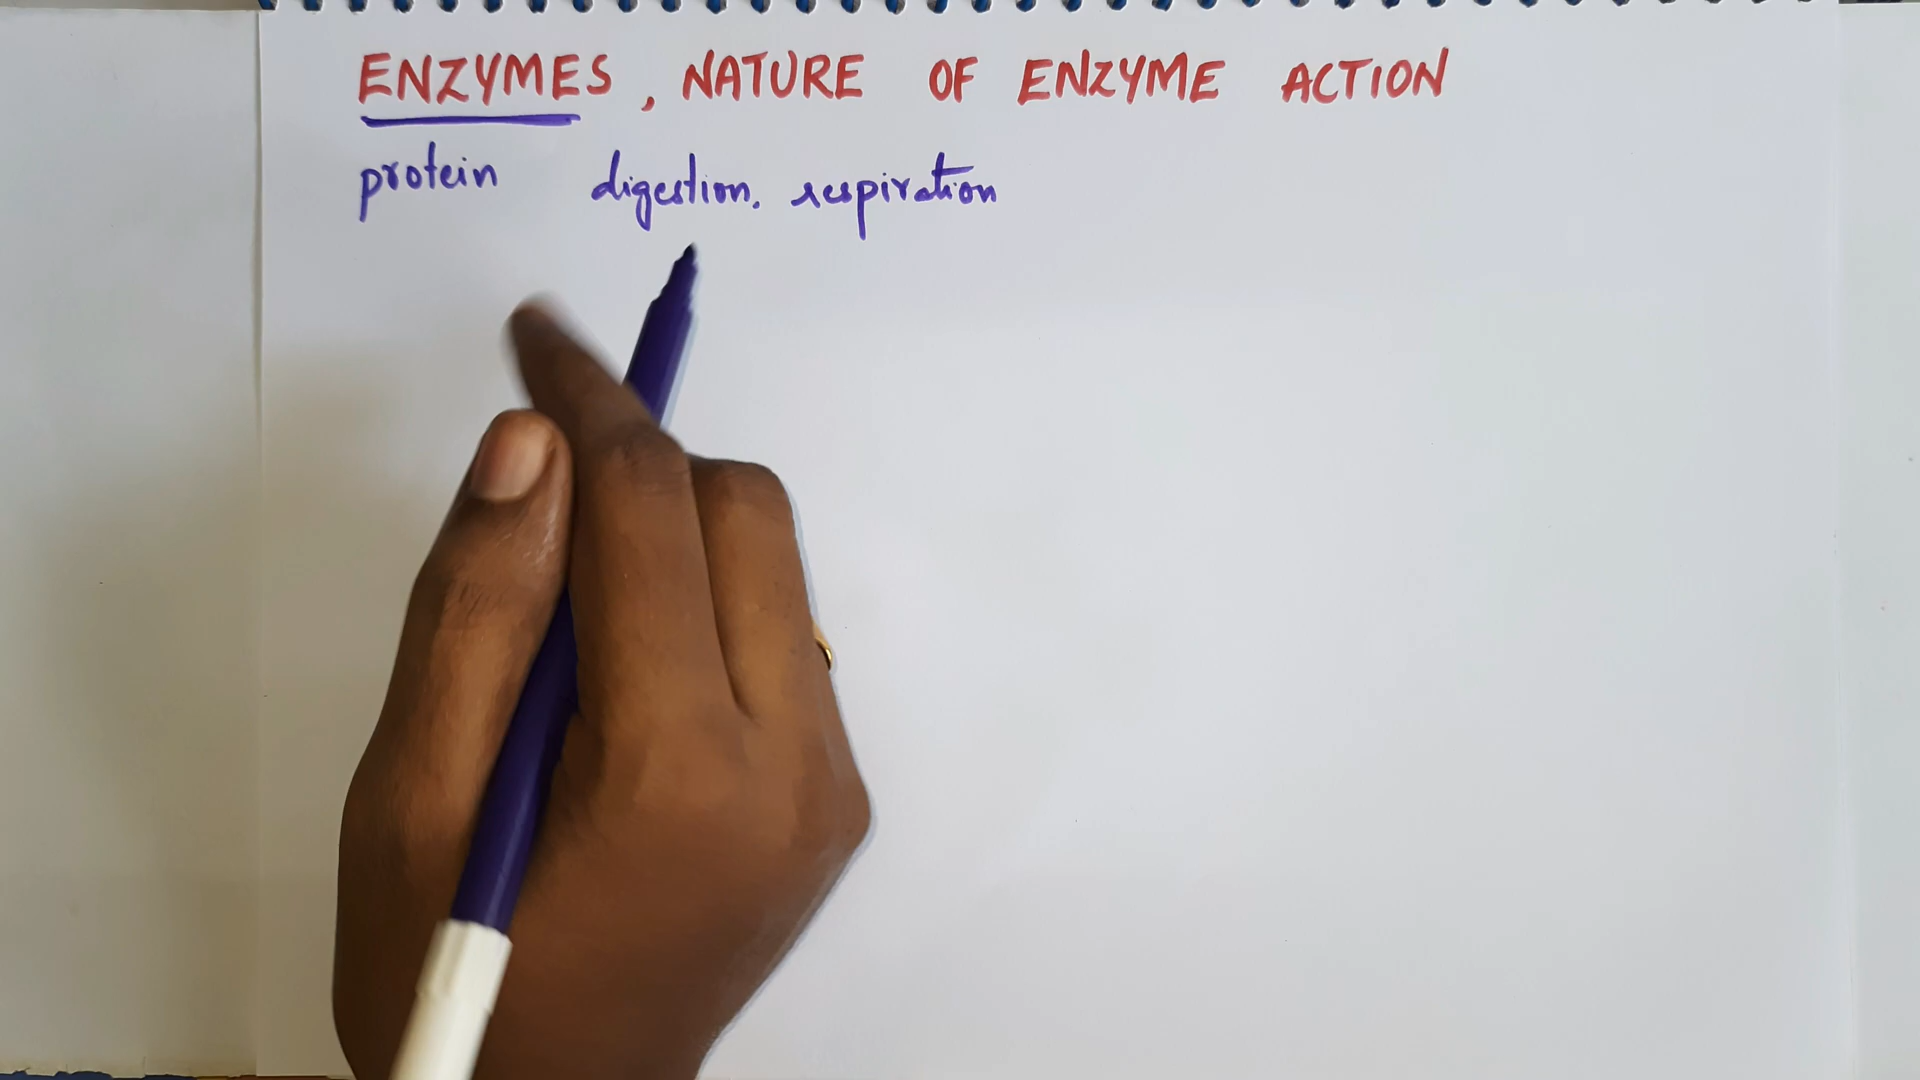 ENZYMES, NATURE OF ENZYME ACTION
protein digestion, respiration